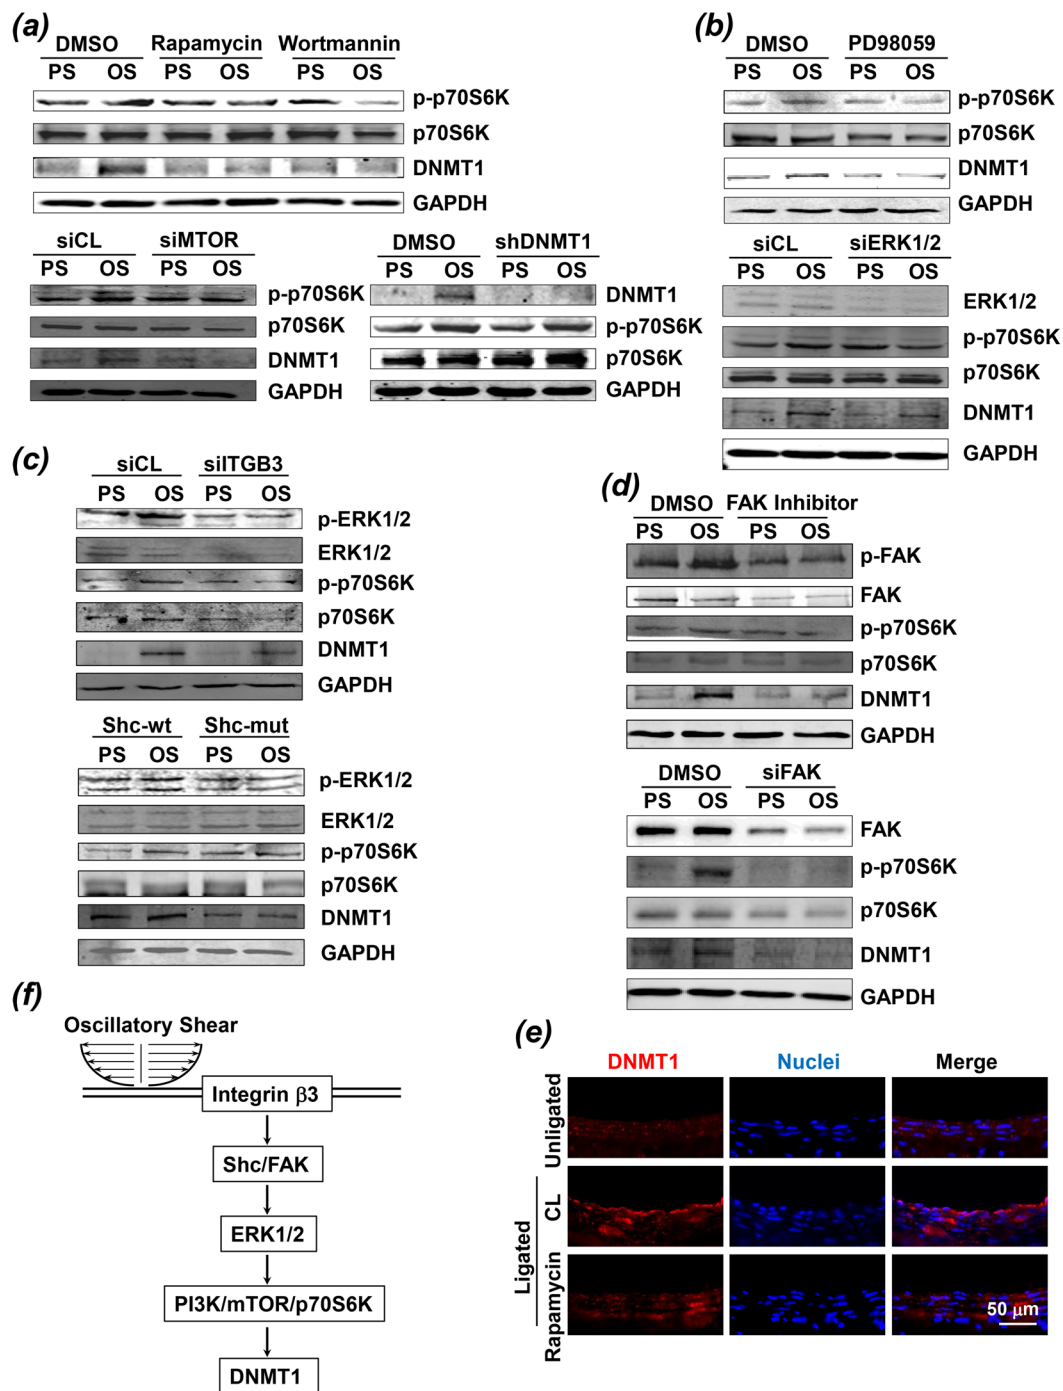 (a)
DMSO Rapamycin Wortmannin
PS OS PS OS PS OS
p-p70S6K
p70S6K
DNMT1
GAPDH
siCL siMTOR
PS OS PS OS
p-p70S6K
p70S6K
DNMT1
GAPDH
DMSO shDNMT1
PS OS PS OS
DNMT1
p-p70S6K
p70S6K
GAPDH
(b)
DMSO PD98059
PS OS PS OS
p-p70S6K
p70S6K
DNMT1
GAPDH
siCL siERK1/2
PS OS PS OS
ERK1/2
p-p70S6K
p70S6K
DNMT1
GAPDH
(c)
siCL siITGB3
PS OS PS OS
p-ERK1/2
ERK1/2
p-p70S6K
p70S6K
DNMT1
GAPDH
Shc-wt Shc-mut
PS OS PS OS
p-ERK1/2
ERK1/2
p-p70S6K
p70S6K
DNMT1
GAPDH
(d)
DMSO FAK Inhibitor
PS OS PS OS
p-FAK
FAK
p-p70S6K
p70S6K
DNMT1
GAPDH
DMSO siFAK
PS OS PS OS
FAK
p-p70S6K
p70S6K
DNMT1
GAPDH
(e)
DNMT1 Nuclei Merge
Unligated
Ligated
CL
Rapamycin
50 μm
(f)
Oscillatory Shear
Integrin β3
Shc/FAK
ERK1/2
PI3K/mTOR/p70S6K
DNMT1